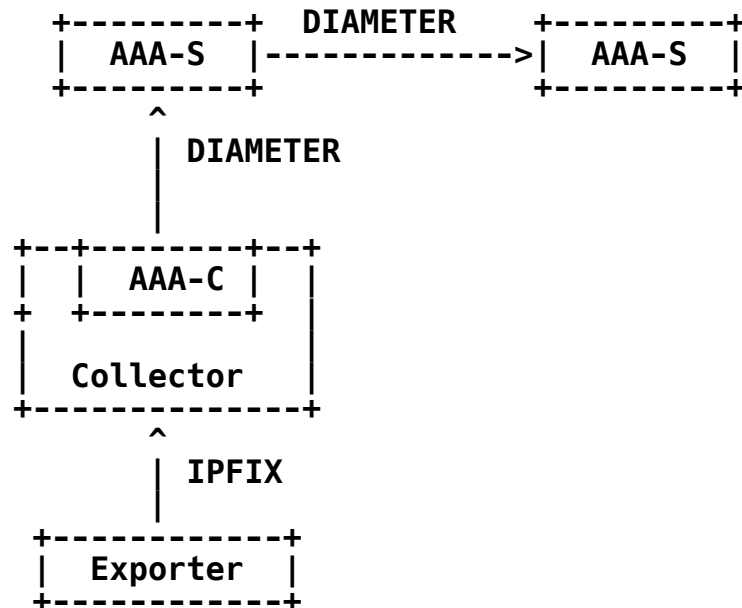 DIAMETER
AAA-S AAA-S
DIAMETER
AAA-C
Collector
IPFIX
Exporter